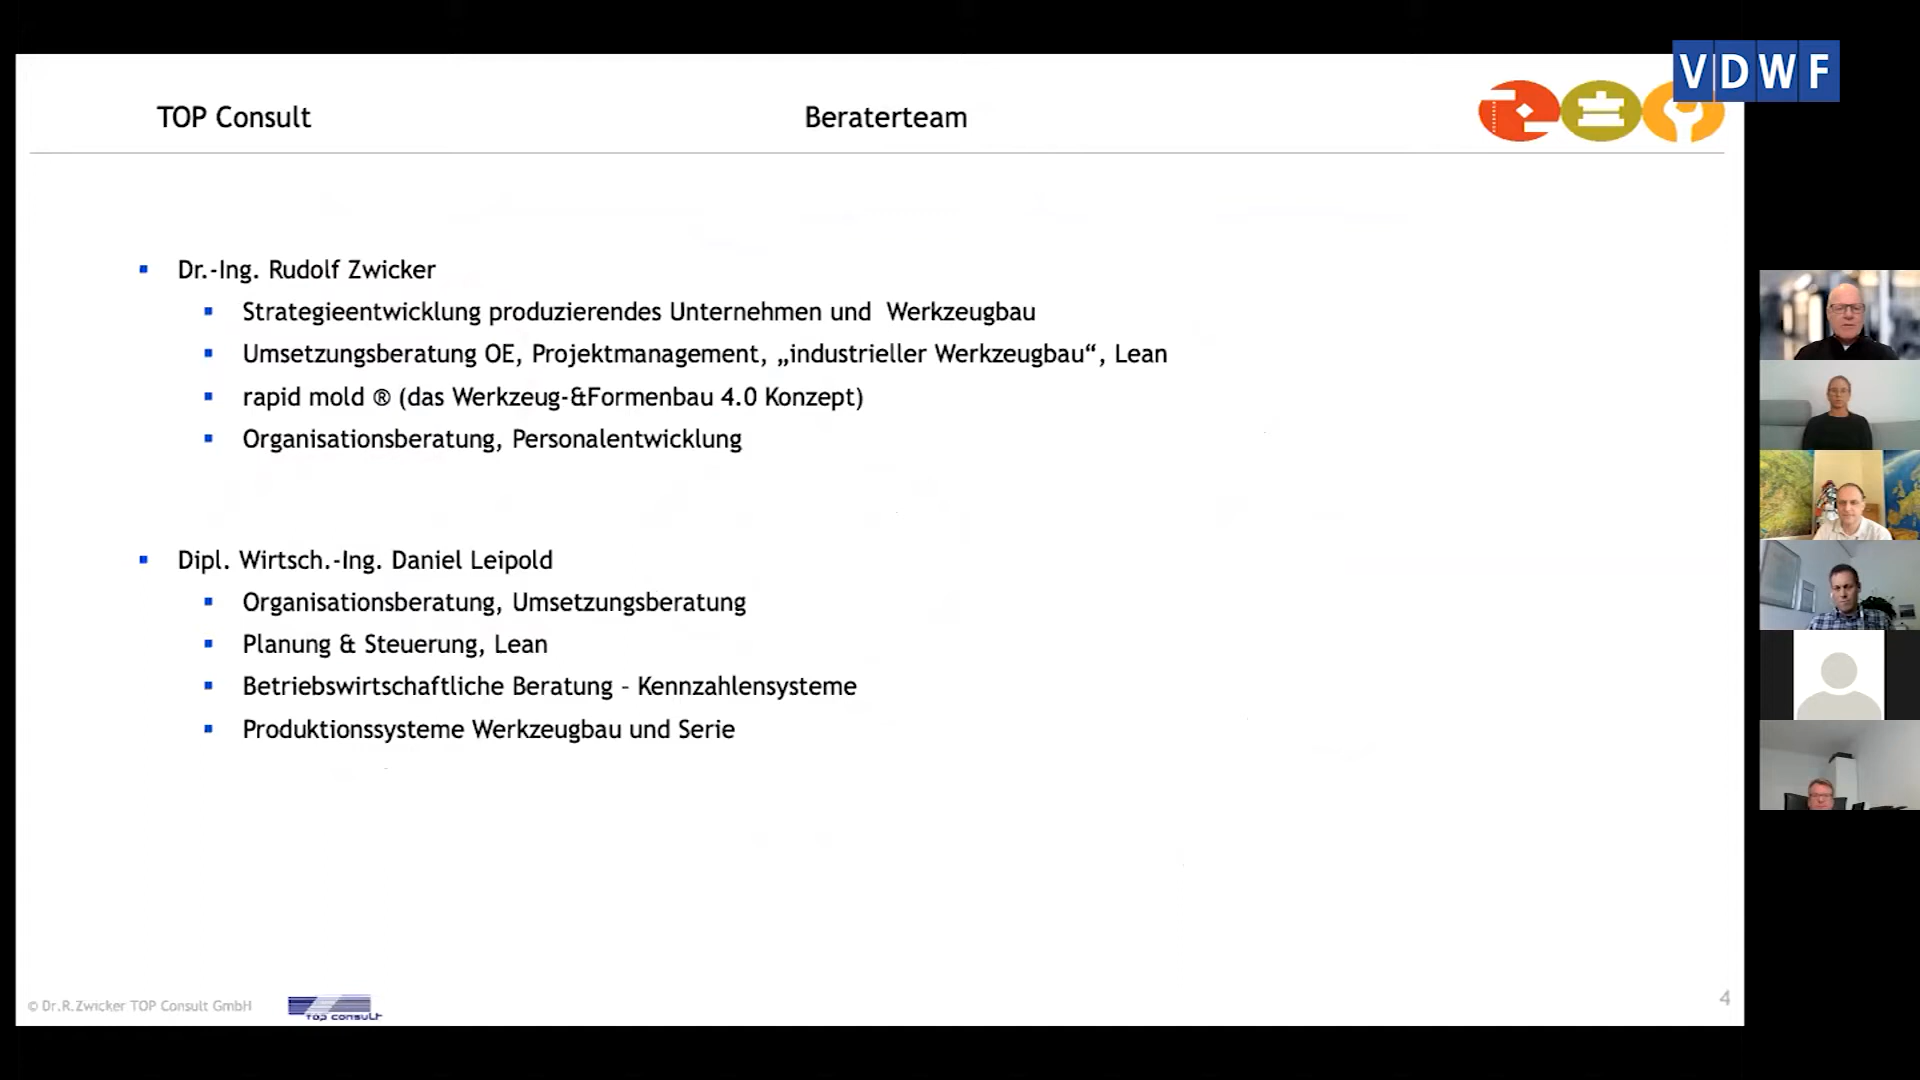 VDWF
TOP Consult
Beraterteam
Dr.-Ing. Rudolf Zwicker
Strategieentwicklung produzierendes Unternehmen und  Werkzeugbau
Umsetzungsberatung OE, Projektmanagement, „industrieller Werkzeugbau“, Lean
rapid mold ® (das Werkzeug-&Formenbau 4.0 Konzept)
Organisationsberatung, Personalentwicklung
Dipl. Wirtsch.-Ing. Daniel Leipold
Organisationsberatung, Umsetzungsberatung
Planung & Steuerung, Lean
Betriebswirtschaftliche Beratung – Kennzahlensysteme
Produktionssysteme Werkzeugbau und Serie
© Dr.R.Zwicker TOP Consult GmbH
TOP CONSULT
4